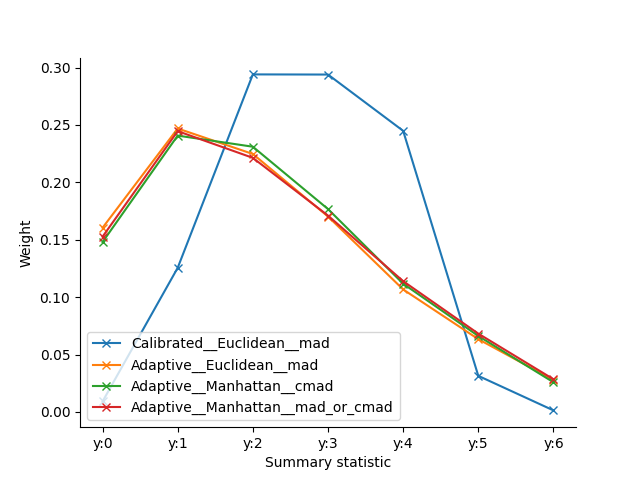 0.30
0.25
0.20
0.15
0.10
0.05
0.00
Weight
Calibrated__Euclidean__mad
Adaptive__Euclidean__mad
Adaptive__Manhattan__cmad
Adaptive__Manhattan__mad_or_cmad
y:0 y:1 y:2 y:3 y:4 y:5 y:6
Summary statistic